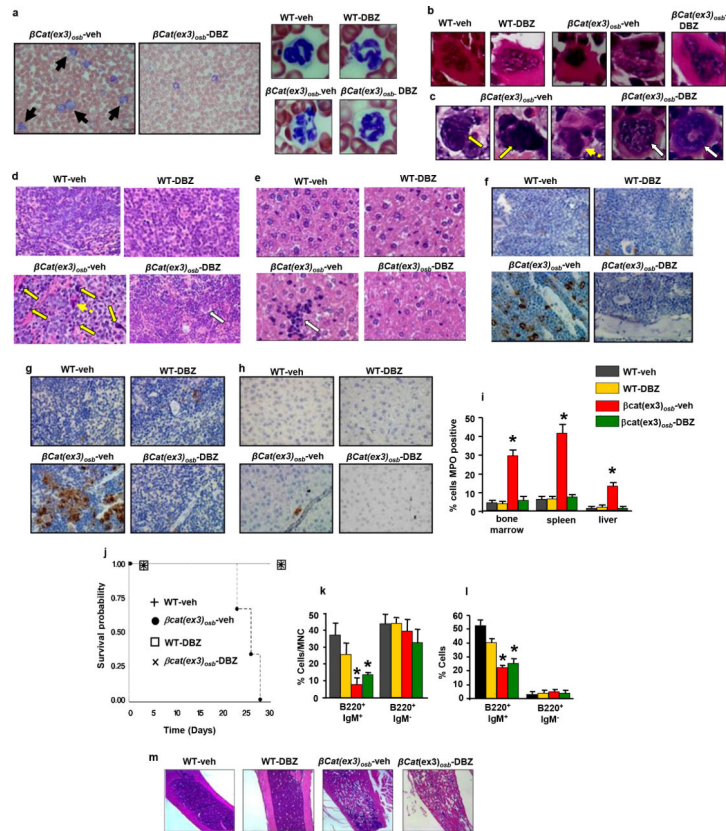 a
βCat(ex3)osb-veh
βCat(ex3)osb-DBZ
WT-veh
WT-DBZ
βCat(ex3)osb-veh
βCat(ex3)osb- DBZ
b
WT-veh
WT-DBZ
βCat(ex3)osb-veh
βCat(ex3)osb-
DBZ
c
βCat(ex3)osb-veh
βCat(ex3)osb-DBZ
d
WT-veh
WT-DBZ
βCat(ex3)osb-veh
βCat(ex3)osb-DBZ
e
WT-veh
WT-DBZ
βCat(ex3)osb-veh
βCat(ex3)osb-DBZ
f
WT-veh
WT-DBZ
βCat(ex3)osb-veh
βCat(ex3)osb-DBZ
g
WT-veh
WT-DBZ
βCat(ex3)osb-veh
βCat(ex3)osb-DBZ
h
WT-veh
WT-DBZ
βCat(ex3)osb-veh
βCat(ex3)osb-DBZ
i
WT-veh
WT-DBZ
βcat(ex3)osb-veh
βcat(ex3)osb-DBZ
% cells MPO positive
50
40
30
20
10
0
*
*
*
bone
marrow
spleen
liver
j
Survival probability
1.00
0.75
0.50
0.25
0.00
WT-veh
βcat(ex3)osb-veh
WT-DBZ
βcat(ex3)osb-DBZ
0
5
10
15
20
25
30
Time (Days)
k
% Cells/MNC
50
40
30
20
10
0
* *
B220+
IgM+
B220+
IgM-
l
% Cells
60
50
40
30
20
10
0
* *
B220+
IgM+
B220+
IgM-
m
WT-veh
WT-DBZ
βCat(ex3)osb-veh
βCat(ex3)osb-DBZ